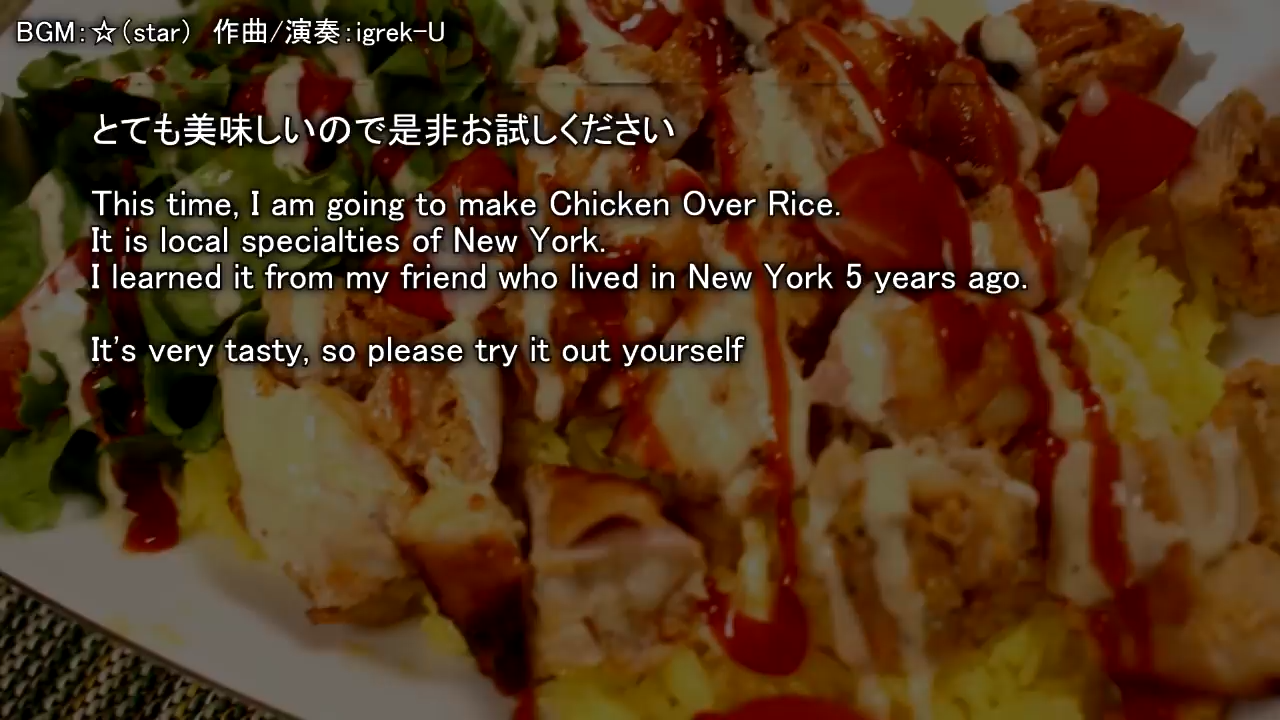 BGM:☆(star) 作曲/演奏:igrek-U
とても美味しいので是非お試しください
This time, I am going to make Chicken Over Rice.
It is local specialties of New York.
I learned it from my friend who lived in New York 5 years ago.
It's very tasty, so please try it out yourself